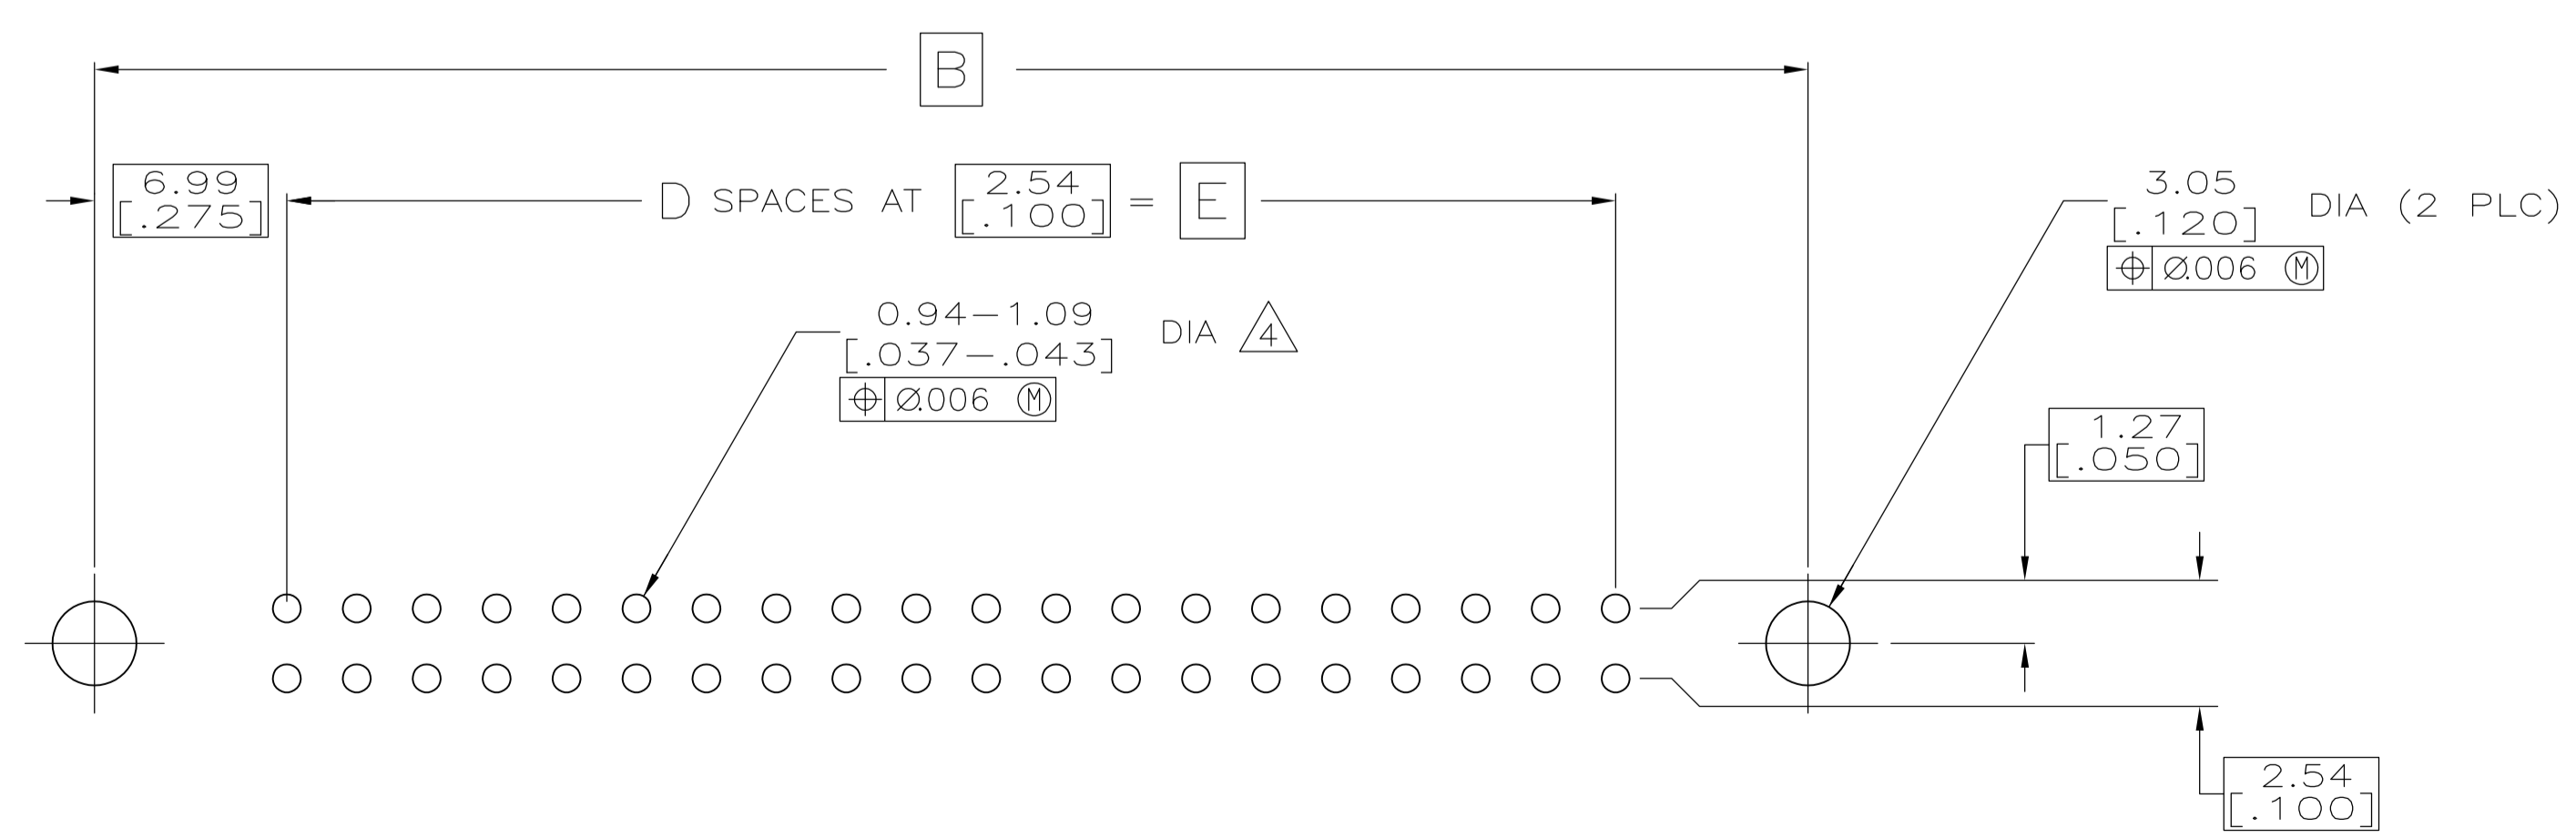 B
6.99
[.275]
D SPACES AT 2.54 [.100] = E
3.05
[.120] DIA (2 PLC)
⌖ Ø.006 Ⓜ
0.94-1.09
[.037-.043] DIA 4
⌖ Ø.006 Ⓜ
1.27
[.050]
2.54
[.100]